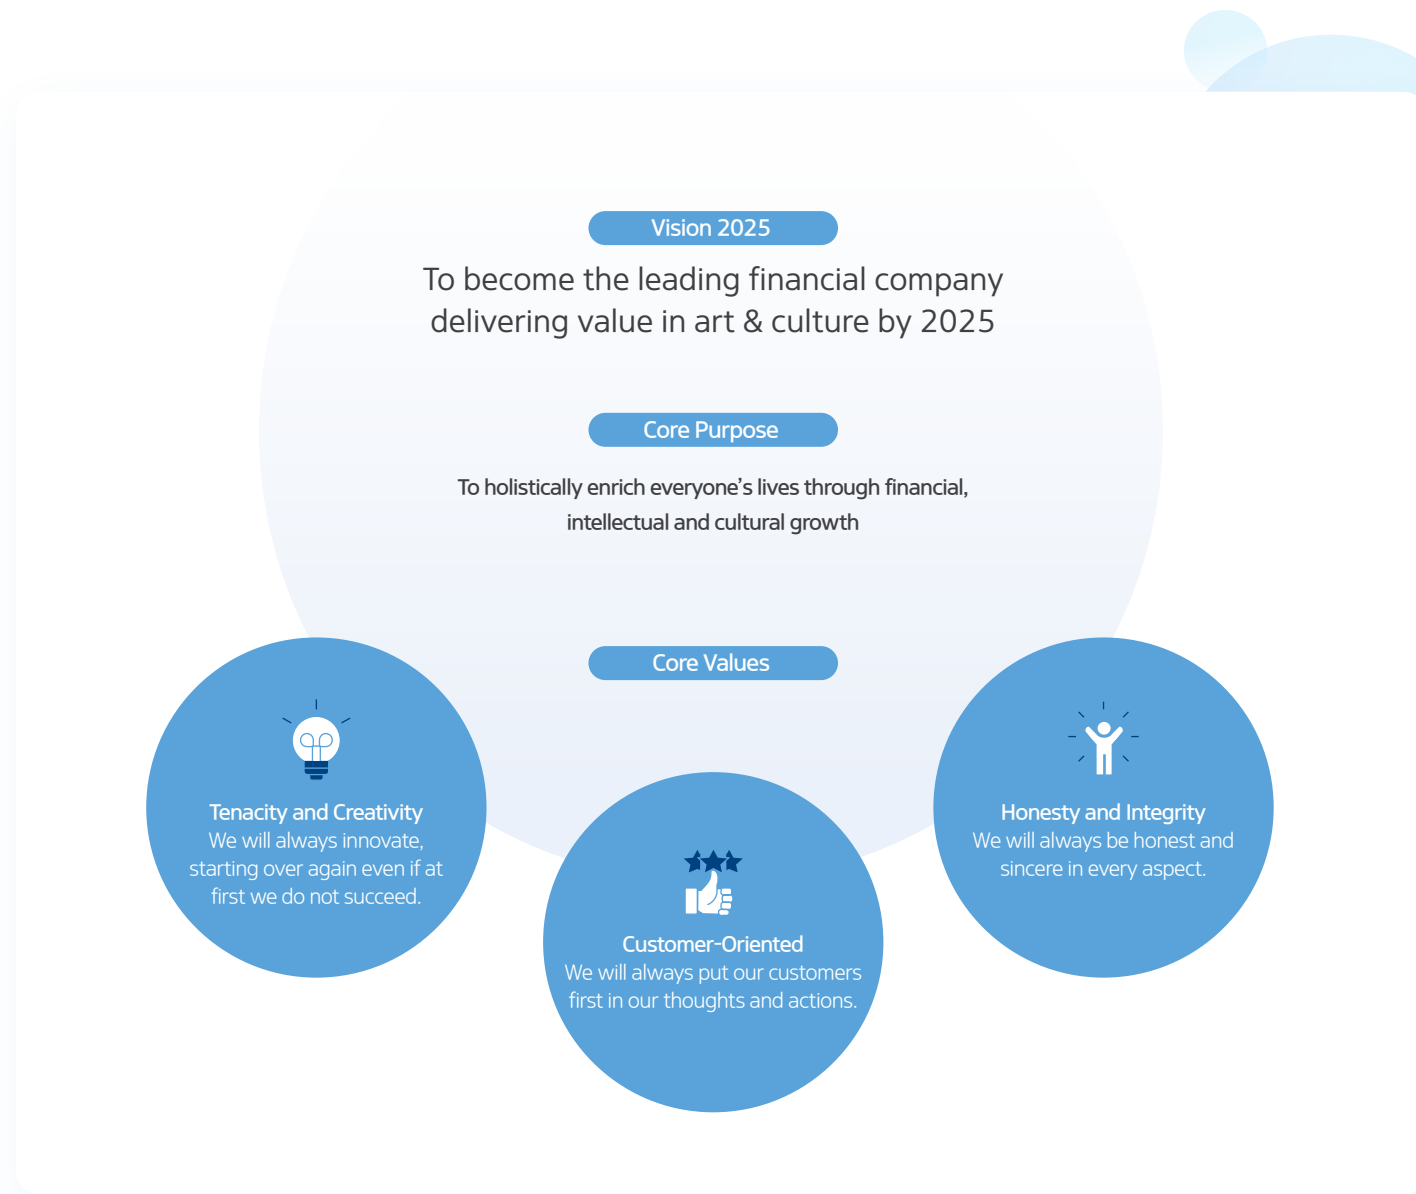 Vision 2025
To become the leading financial company
delivering value in art & culture by 2025
Core Purpose
To holistically enrich everyone’s lives through financial,
intellectual and cultural growth
Core Values
Tenacity and Creativity
We will always innovate,
starting over again even if at
first we do not succeed.
Customer-Oriented
We will always put our customers
first in our thoughts and actions.
Honesty and Integrity
We will always be honest and
sincere in every aspect.